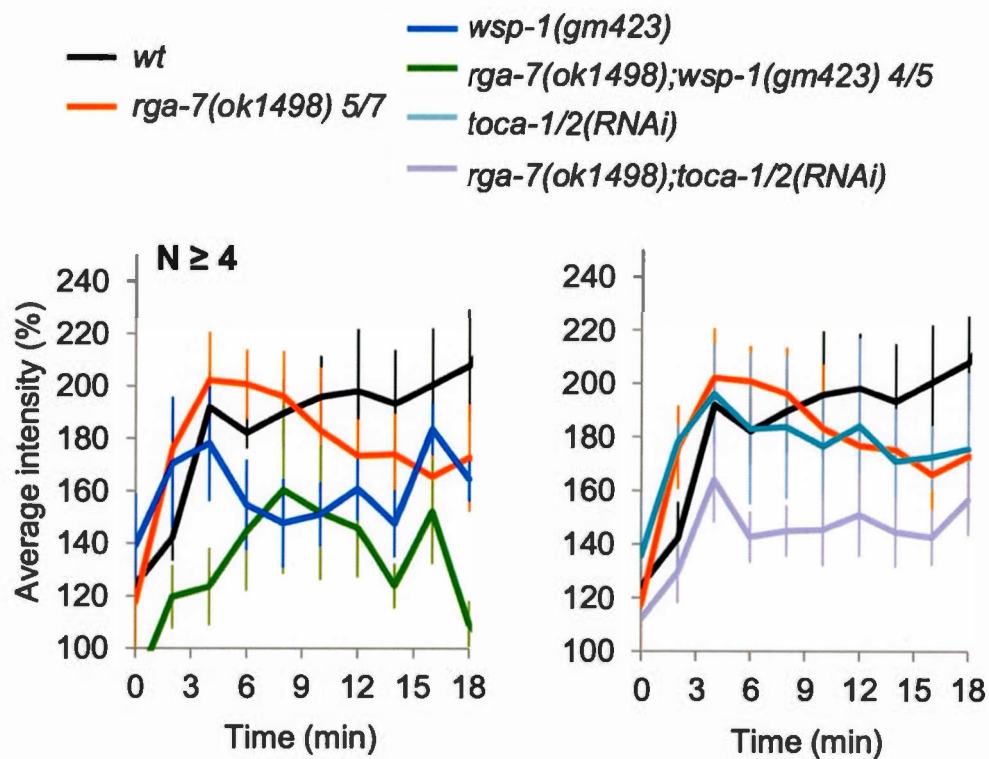 wt
rga-7(ok1498) 5/7
wsp-1(gm423)
rga-7(ok1498);wsp-1(gm423) 4/5
toca-1/2(RNAi)
rga-7(ok1498);toca-1/2(RNAi)
N ≥ 4
Average intensity (%)
240
220
200
180
160
140
120
100
0 3 6 9 12 15 18
Time (min)
240
220
200
180
160
140
120
100
0 3 6 9 12 15 18
Time (min)